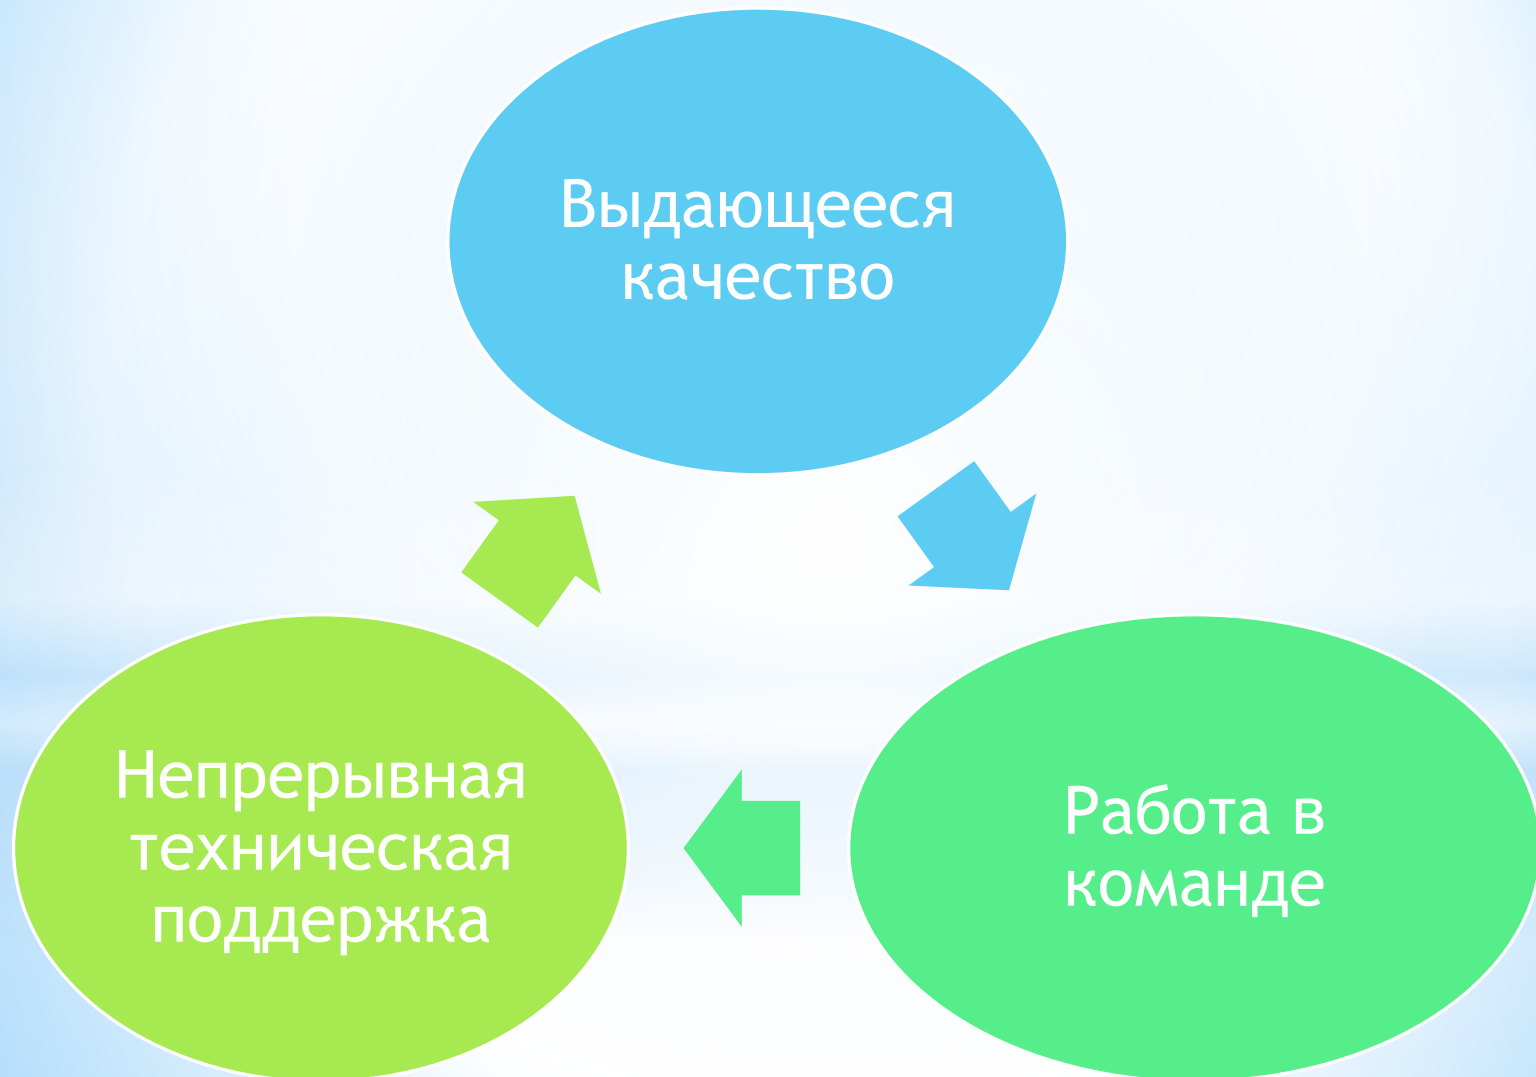 Выдающееся
качество
Непрерывная
техническая
поддержка
Работа в
команде